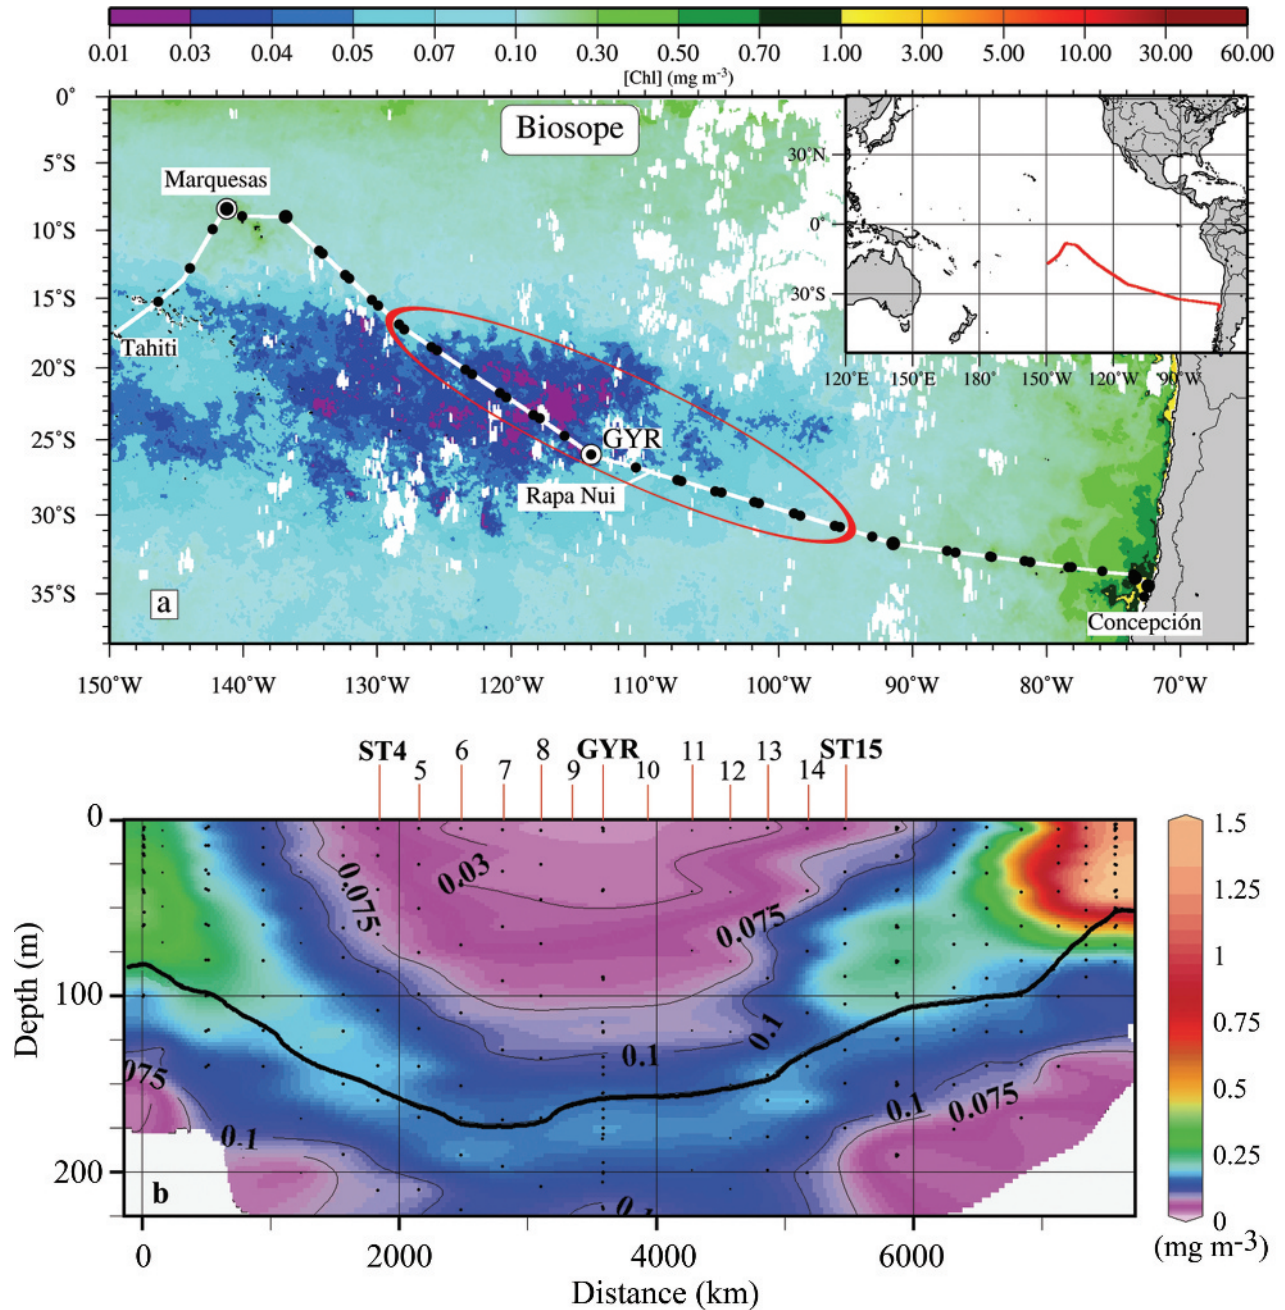 0.01 0.03 0.04 0.05 0.07 0.10 0.30 0.50 0.70 1.00 3.00 5.00 10.00 30.00 60.00
[Chl] (mg m-3)
0˚
5˚S
10˚S
15˚S
20˚S
25˚S
30˚S
35˚S
Biosope
Marquesas
Tahiti
GYR
Rapa Nui
Concepción
a
30˚N
0˚
30˚S
120˚E 150˚E 180˚ 150˚W 120˚W 90˚W
150˚W 140˚W 130˚W 120˚W 110˚W 100˚W 90˚W 80˚W 70˚W
ST4 5 6 7 8 9 GYR 10 11 12 13 14 ST15
0
100
200
Depth (m)
0.03
0.075
0.075
0.1
0.1
075
0.1
0.1
0.075
0.1
b
0 2000 4000 6000
Distance (km)
1.5
1.25
1
0.75
0.5
0.25
0
(mg m-3)